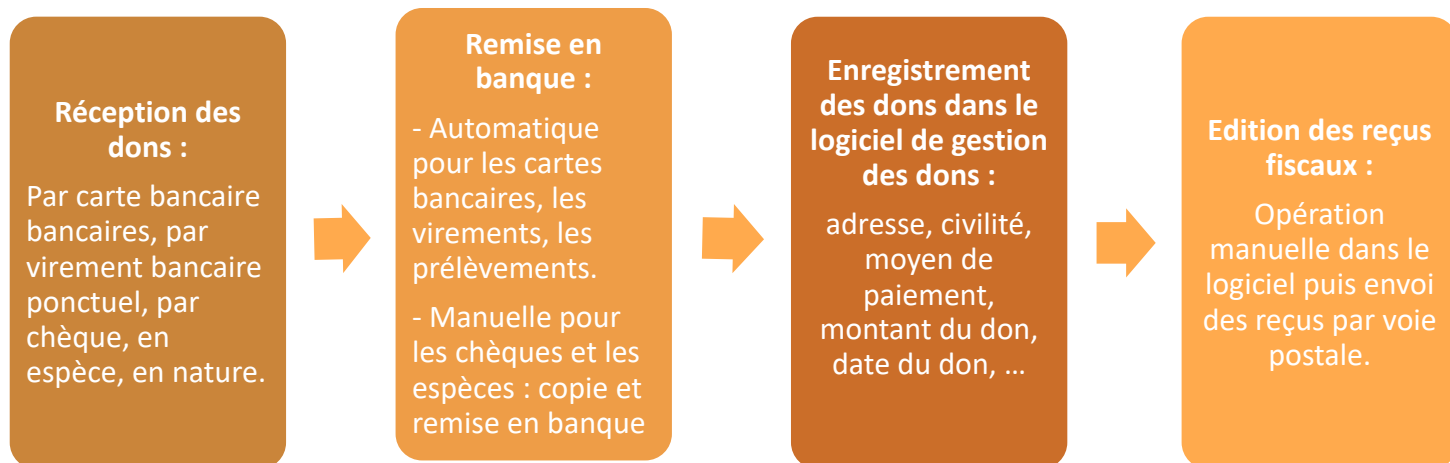 Réception des
dons :
Par carte bancaire
bancaires, par
virement bancaire
ponctuel, par
chèque, en
espèce, en nature.
Remise en
banque :
- Automatique
pour les cartes
bancaires, les
virements, les
prélèvements.
- Manuelle pour
les chèques et les
espèces : copie et
remise en banque
Enregistrement
des dons dans le
logiciel de gestion
des dons :
adresse, civilité,
moyen de
paiement,
montant du don,
date du don, ...
Edition des reçus
fiscaux :
Opération
manuelle dans le
logiciel puis envoi
des reçus par voie
postale.